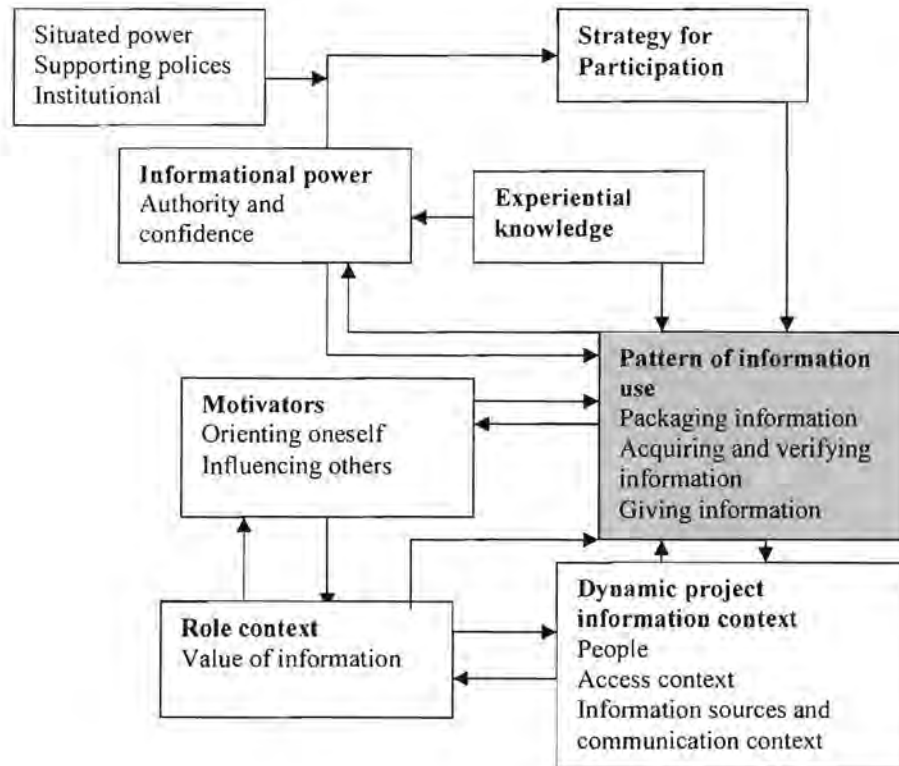 Situated power
Supporting polices
Institutional
Strategy for
Participation
Informational power
Authority and
confidence
Experiential
knowledge
Pattern of information
use
Packaging information
Acquiring and verifying
information
Giving information
Motivators
Orienting oneself
Influencing others
Role context
Value of information
Dynamic project
information context
People
Access context
Information sources and
communication context